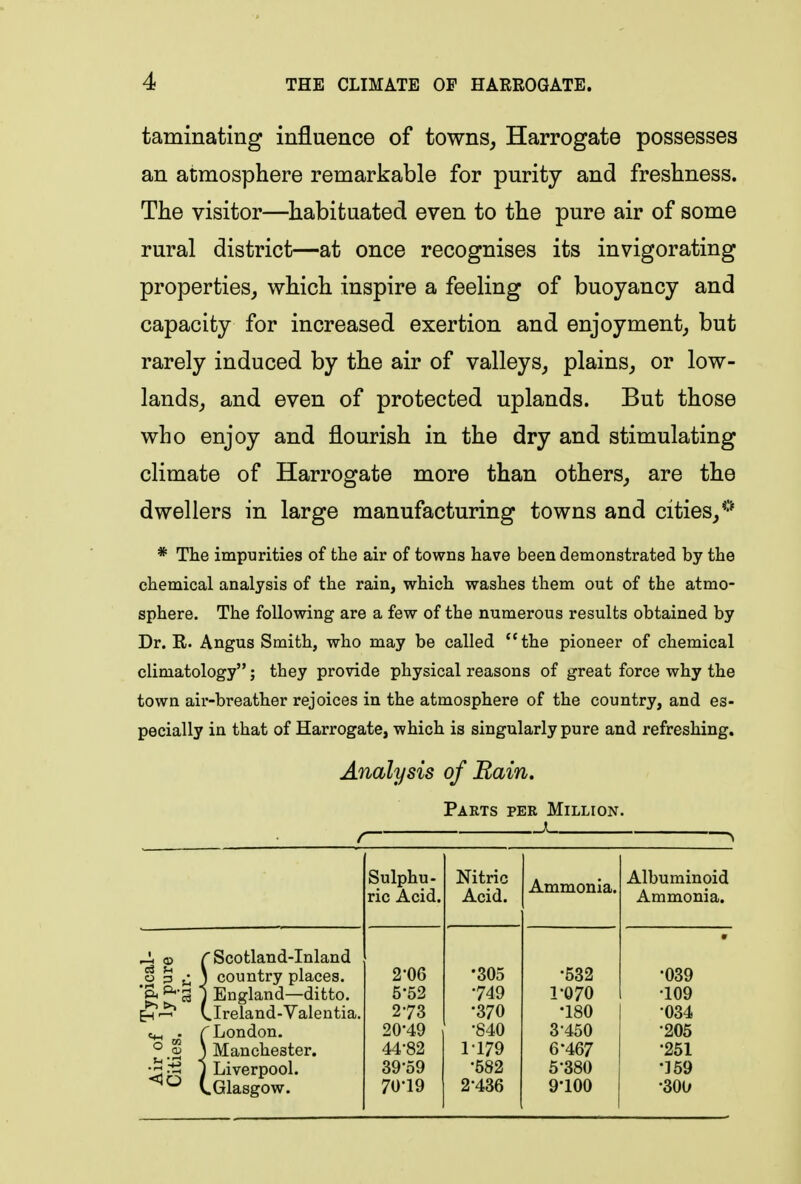 4 THE CLIMATE OF HARROGATE.
taminating influence of towns, Harrogate possesses
an atmosphere remarkable for purity and freshness.
The visitor—habituated even to the pure air of some
rural district—at once recognises its invigorating
properties, which inspire a feeling of buoyancy and
capacity for increased exertion and enjoyment, but
rarely induced by the air of valleys, plains, or low-
lands, and even of protected uplands. But those
who enjoy and flourish in the dry and stimulating
climate of Harrogate more than others, are the
dwellers in large manufacturing towns and cities,*
* The impurities of the air of towns have been demonstrated by the
chemical analysis of the rain, which washes them out of the atmo-
sphere. The following are a few of the numerous results obtained by
Dr. R. Angus Smith, who may be called "the pioneer of chemical
climatology"; they provide physical reasons of great force why the
town air-breather rejoices in the atmosphere of the country, and es-
pecially in that of Harrogate, which is singularly pure and refreshing.
Analysis of Rain.
PARTS PER MILLION.
Sulphu- Nitric Ammonia. Albuminoid
ric Acid. Acid. Ammonia.
Typical-
ly pure
air.
Scotland-Inland
country places. 2·06 ·305 ·532 ·039
England—ditto. 5·52 ·749 1·070 ·109
Ireland-Valentia. 2·73 ·370 ·180 ·034
Air of
Cities.
London. 20·49 ·840 3·450 ·205
Manchester. 44·82 1·179 6·467 ·251
Liverpool. 39·59 ·582 5·380 ·159
Glasgow. 70·19 2·436 9·100 ·300